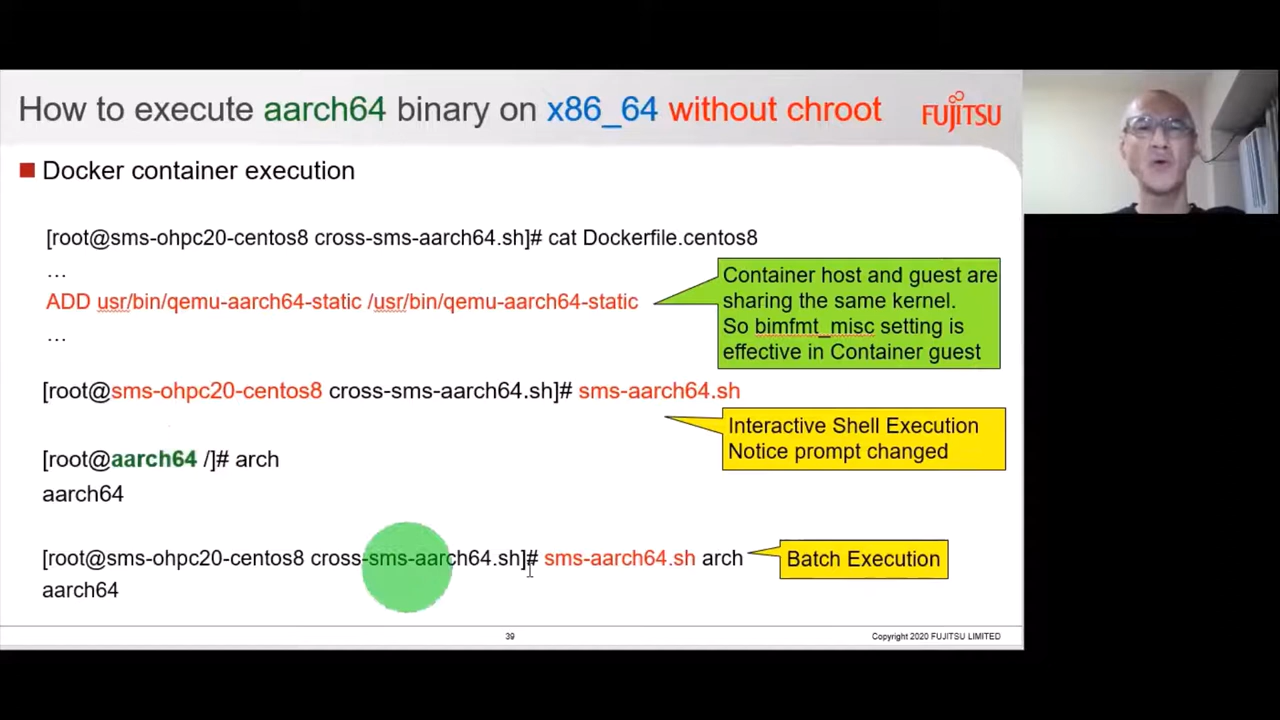 How to execute aarch64 binary on x86_64 without chroot
FUJITSU
Docker container execution
[root@sms-ohpc20-centos8 cross-sms-aarch64.sh]# cat Dockerfile.centos8
...
ADD usr/bin/qemu-aarch64-static /usr/bin/qemu-aarch64-static
...
Container host and guest are
sharing the same kernel.
So bimfmt_misc setting is
effective in Container guest
[root@sms-ohpc20-centos8 cross-sms-aarch64.sh]# sms-aarch64.sh
Interactive Shell Execution
Notice prompt changed
[root@aarch64 /]# arch
aarch64
[root@sms-ohpc20-centos8 cross-sms-aarch64.sh]# sms-aarch64.sh arch
Batch Execution
aarch64
39
Copyright 2020 FUJITSU LIMITED